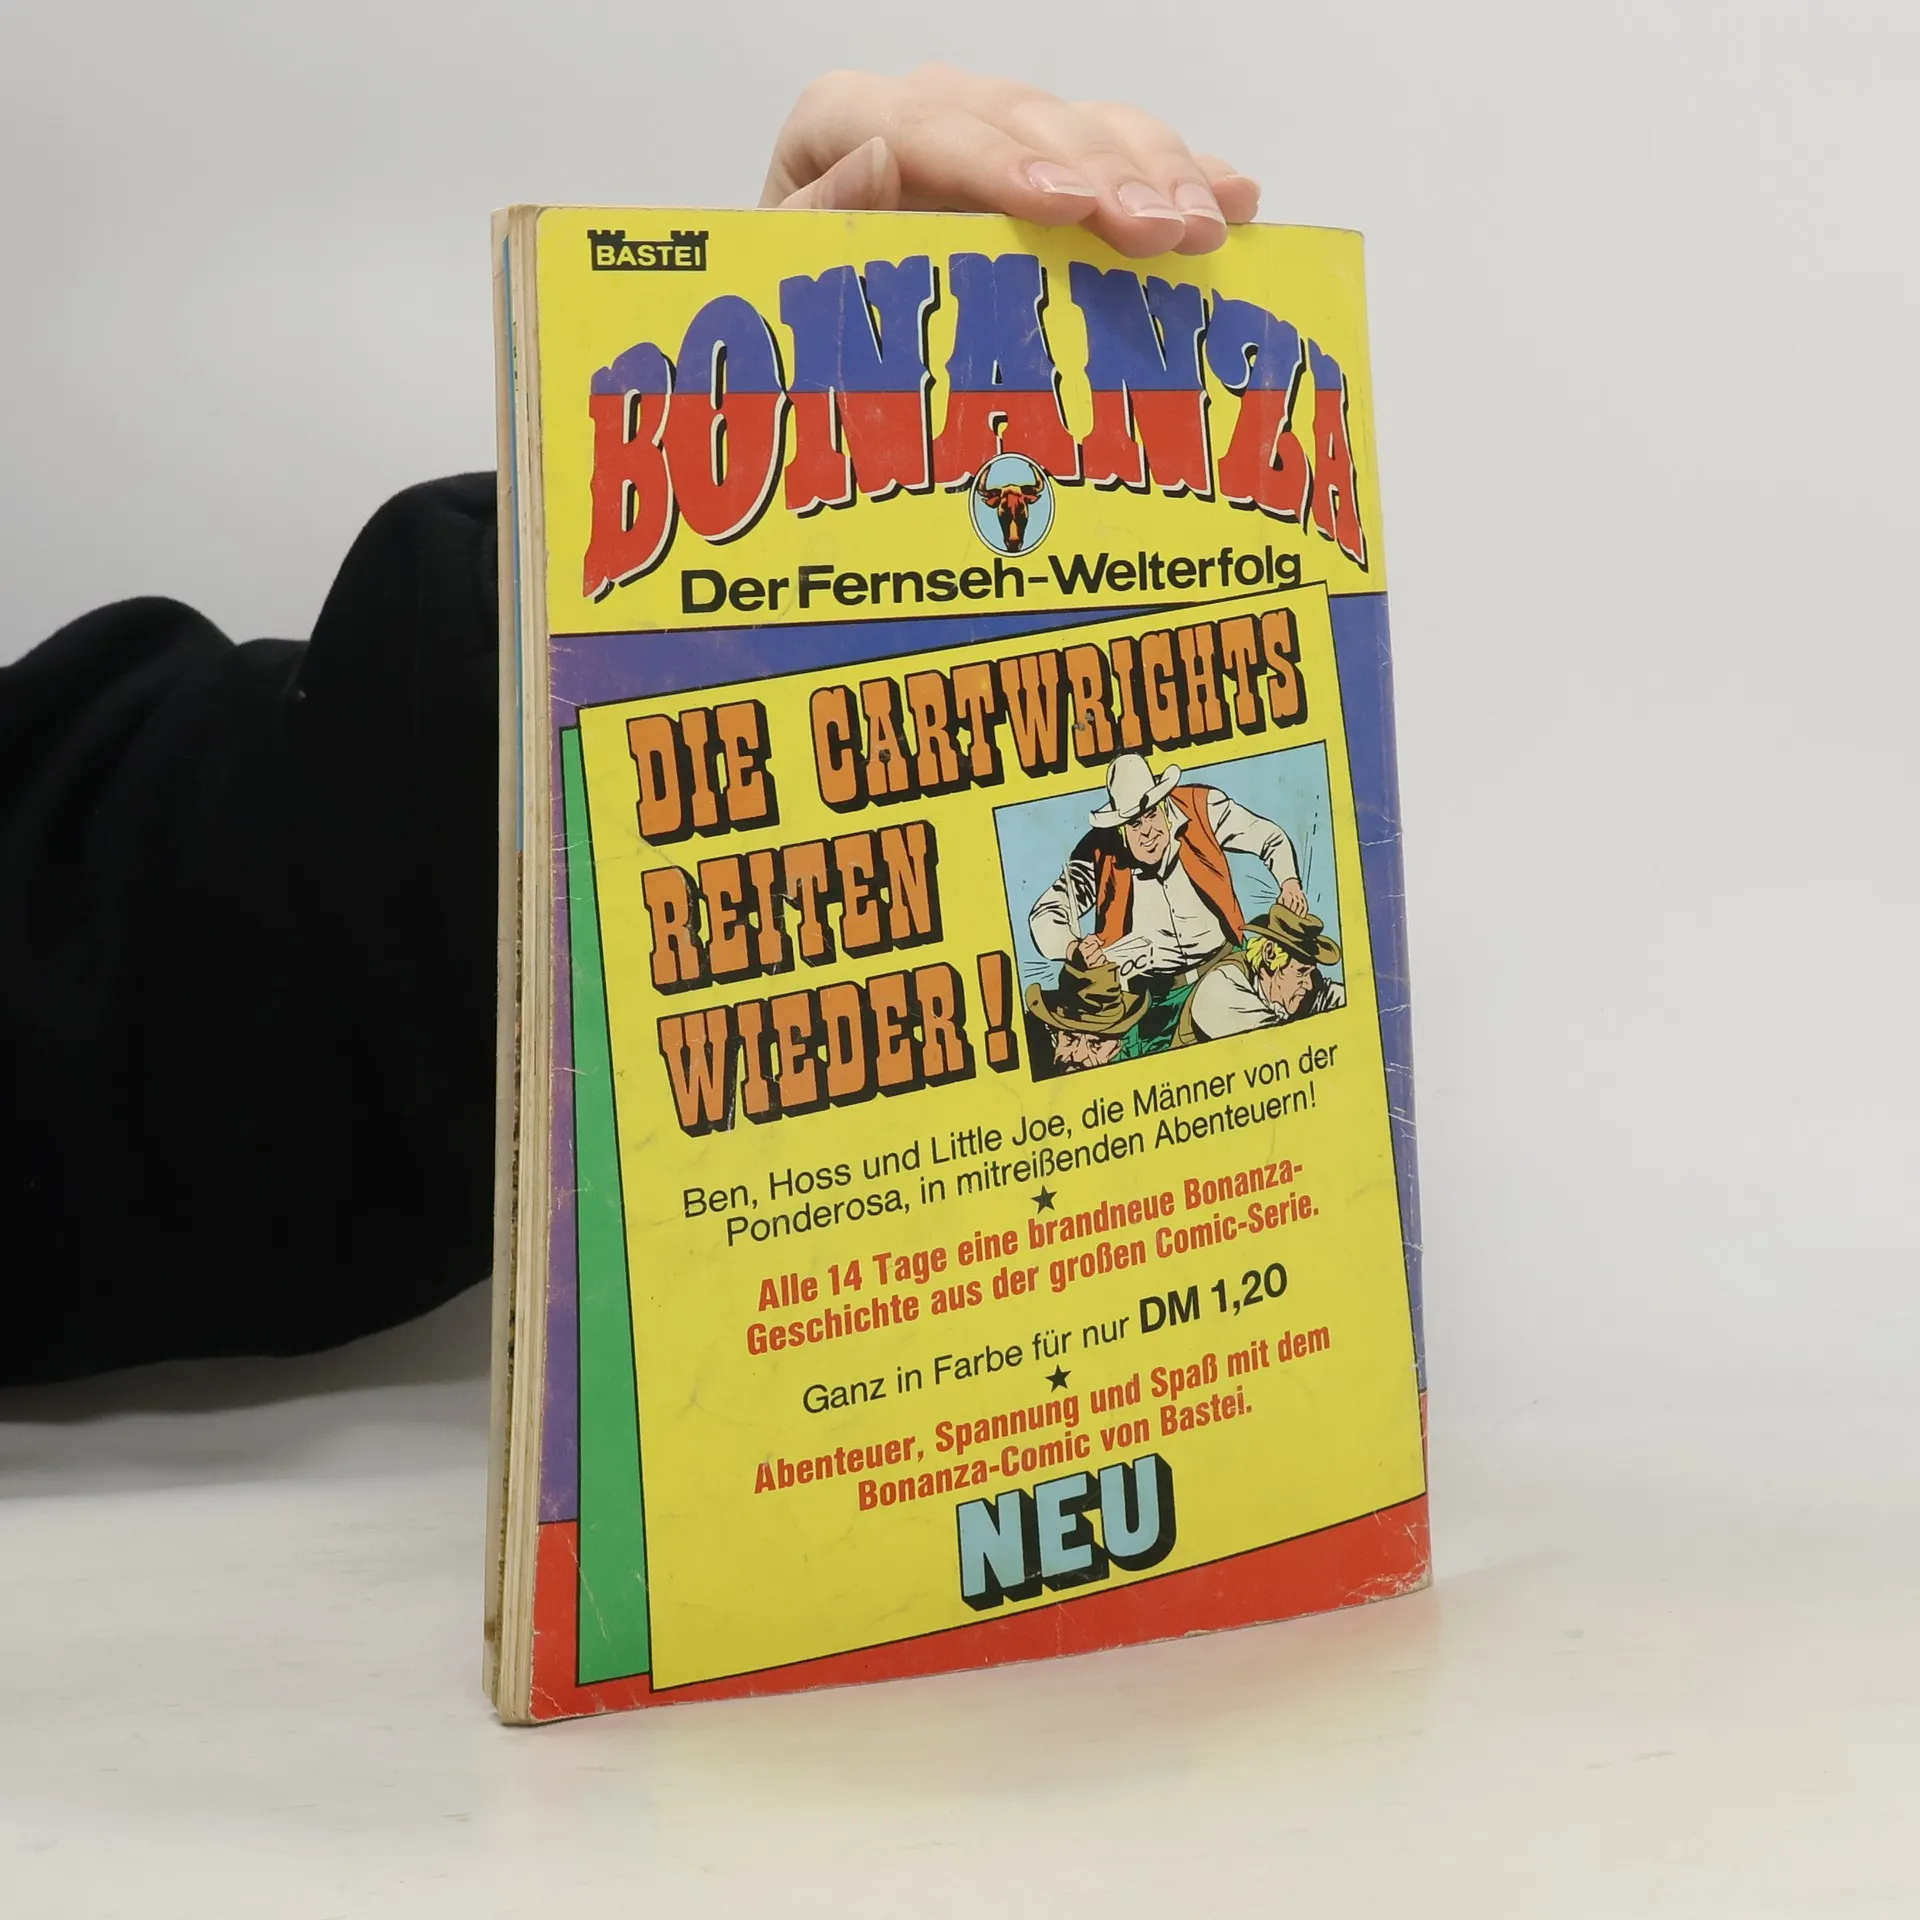 BASTEI
BONANZA
Der Fernseh-Welterfolg
DIE CARTWRIGHTS
REITEN
WIEDER!
TOC!
Ben, Hoss und Little Joe, die Männer von der
Ponderosa, in mitreißenden Abenteuern!
Alle 14 Tage eine brandneue Bonanza-
Geschichte aus der großen Comic-Serie.
Ganz in Farbe für nur DM 1,20
Abenteuer, Spannung und Spaß mit dem
Bonanza-Comic von Bastei.
NEU